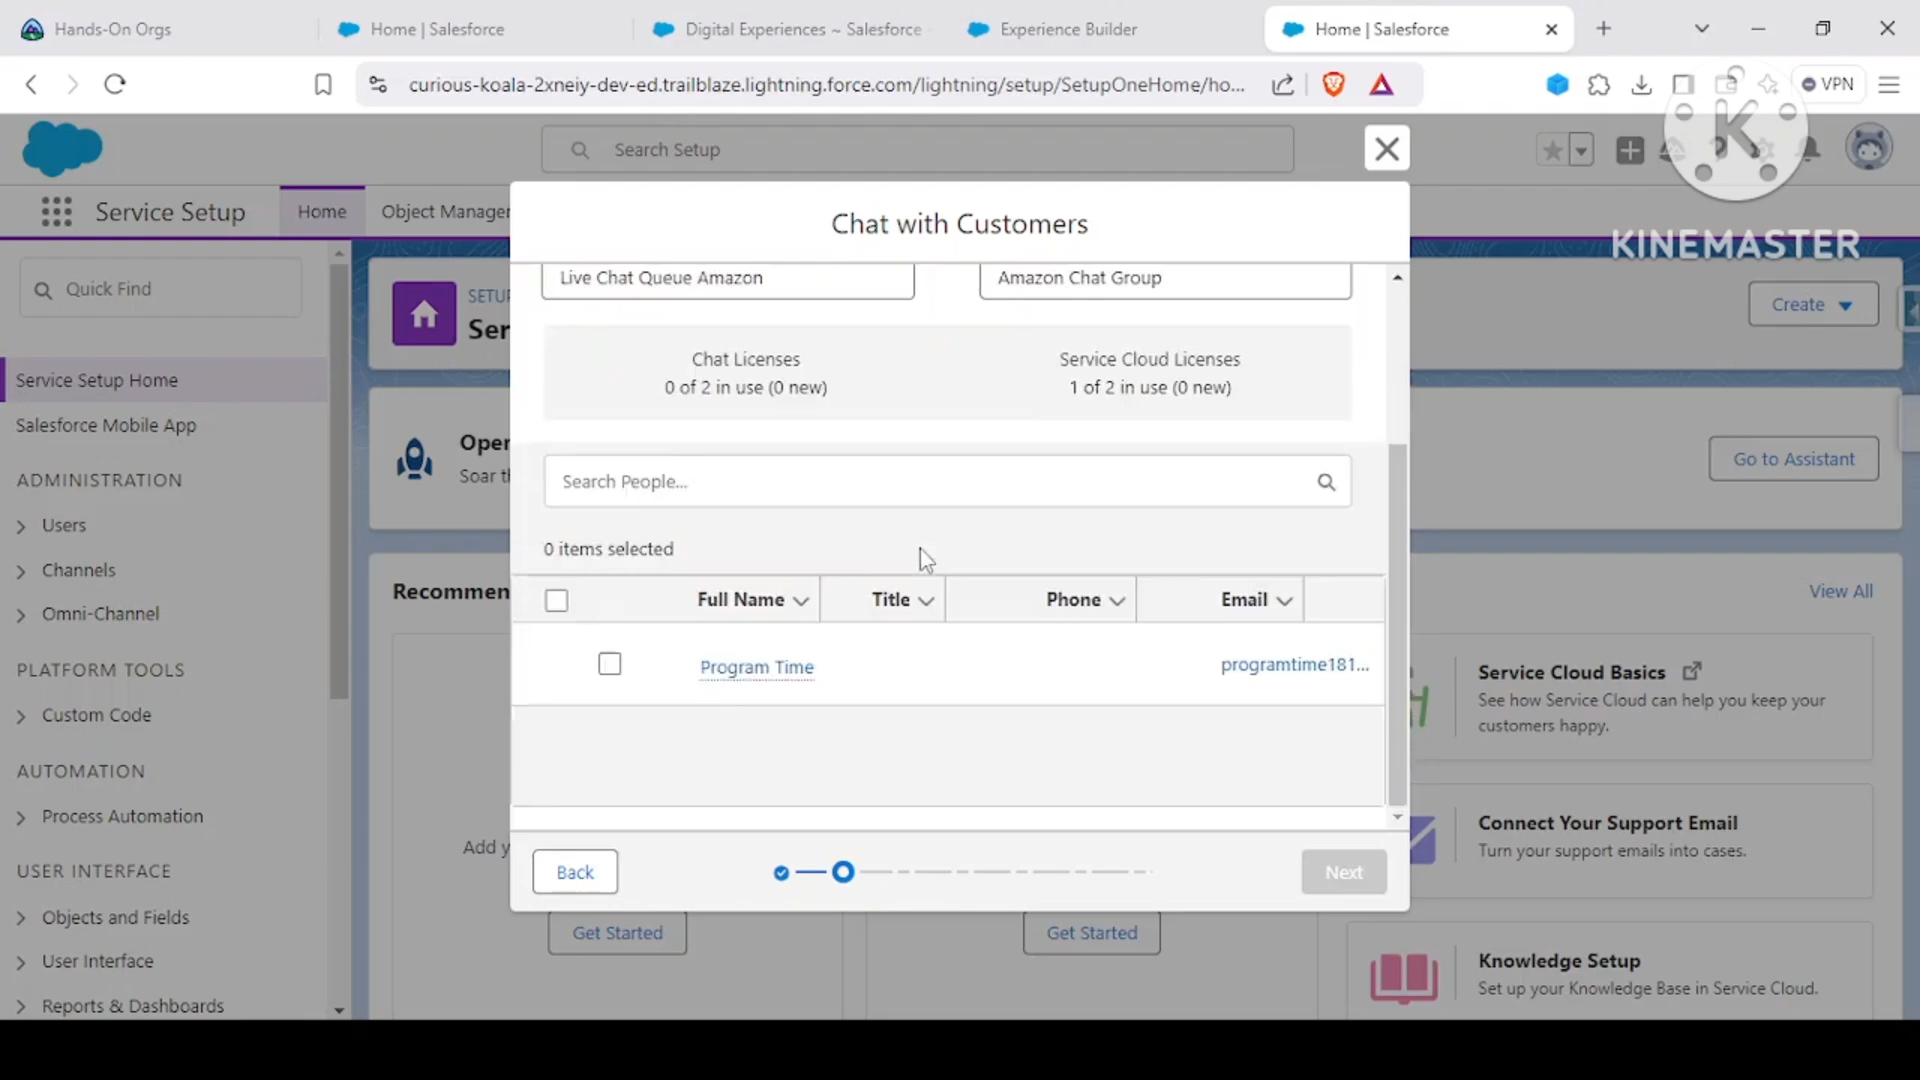 Hands-On Orgs
Home | Salesforce
Digital Experiences ~ Salesforce
Experience Builder
Home | Salesforce
curious-koala-2xneiy-dev-ed.trailblaze.lightning.force.com/lightning/setup/SetupOneHome/ho...
VPN
Search Setup
K
KINEMASTER
Service Setup
Home
Object Manager
Chat with Customers
Quick Find
SETU
Ser
Create
Live Chat Queue Amazon
Amazon Chat Group
Chat Licenses
0 of 2 in use (0 new)
Service Cloud Licenses
1 of 2 in use (0 new)
Service Setup Home
Salesforce Mobile App
Oper
Soar t
Go to Assistant
Search People...
ADMINISTRATION
Users
Channels
Omni-Channel
0 items selected
Recommen
View All
Full Name
Title
Phone
Email
Program Time
programtime181...
PLATFORM TOOLS
Custom Code
Service Cloud Basics
See how Service Cloud can help you keep your
customers happy.
AUTOMATION
Process Automation
Add y
Connect Your Support Email
Turn your support emails into cases.
Back
Next
USER INTERFACE
Objects and Fields
User Interface
Reports & Dashboards
Get Started
Get Started
Knowledge Setup
Set up your Knowledge Base in Service Cloud.